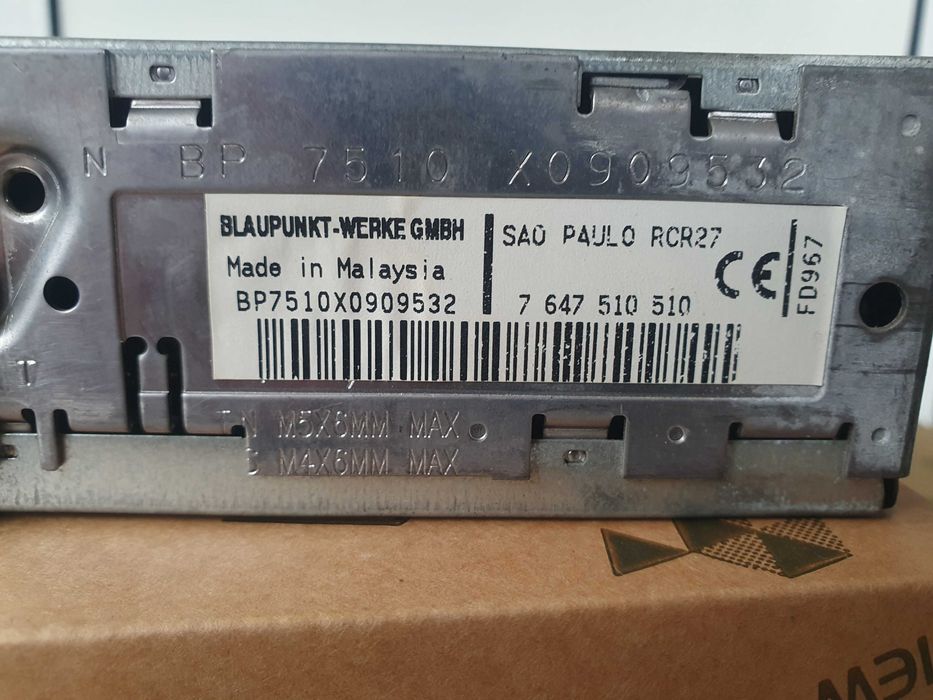 N BP 7510 X0909532
BLAUPUNKT-WERKE GMBH
SAO PAULO RCR27
Made in Malaysia
CE
BP7510X0909532
7 647 510 510
FD967
T
TN M5X6MM MAX
S M4X6MM MAX